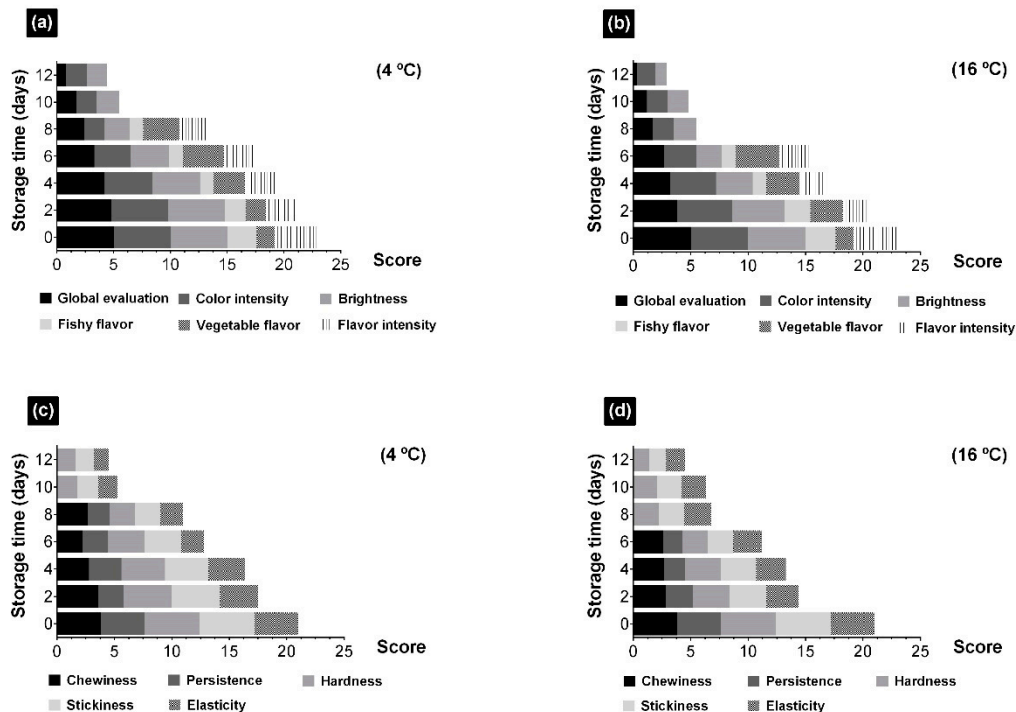 (a)
(4 ºC)
Storage time (days)
12
10
8
6
4
2
0
0 5 10 15 20 25 Score
Global evaluation Color intensity Brightness
Fishy flavor Vegetable flavor Flavor intensity
(b)
(16 ºC)
Storage time (days)
12
10
8
6
4
2
0
0 5 10 15 20 25 Score
Global evaluation Color intensity Brightness
Fishy flavor Vegetable flavor Flavor intensity
(c)
(4 ºC)
Storage time (days)
12
10
8
6
4
2
0
0 5 10 15 20 25 Score
Chewiness Persistence Hardness
Stickiness Elasticity
(d)
(16 ºC)
Storage time (days)
12
10
8
6
4
2
0
0 5 10 15 20 25 Score
Chewiness Persistence Hardness
Stickiness Elasticity